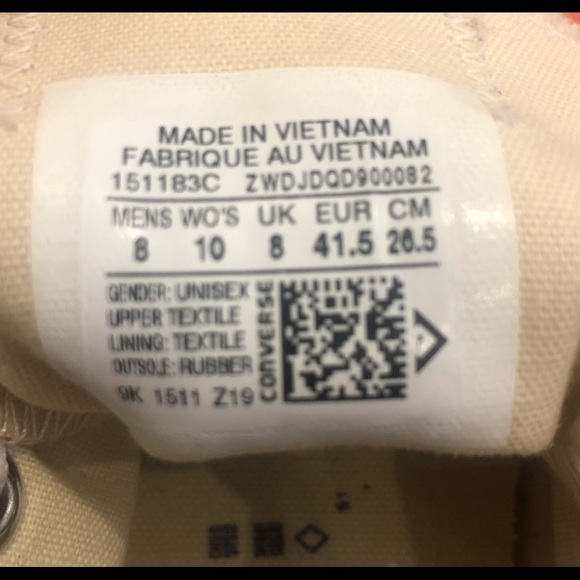 MADE IN VIETNAM
FABRIQUE AU VIETNAM
151183C ZWDJDQD900082
MENS WO'S UK EUR CM
8 10 8 41.5 26.5
GENDER: UNISEX
UPPER TEXTILE
LINING: TEXTILE
OUTSOLE: RUBBER
9K 1511 Z19
CONVERSE